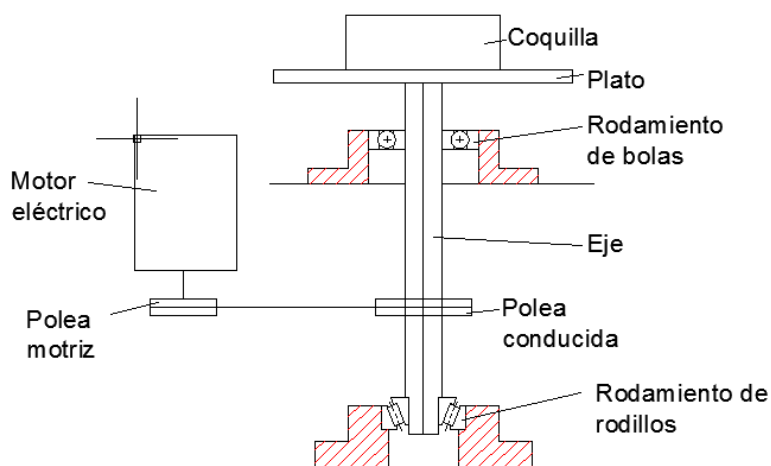 Coquilla
Plato
Rodamiento
de bolas
Motor
eléctrico
Eje
Polea
motriz
Polea
conducida
Rodamiento de
rodillos